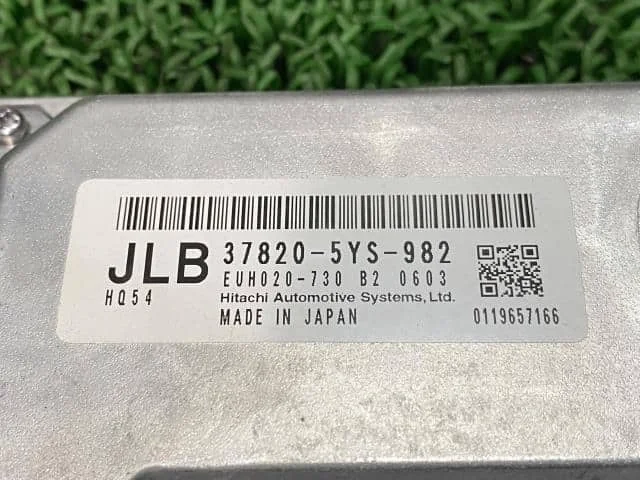 JLB 37820-5YS-982
HQ54 EUH020-730 B2 0603
Hitachi Automotive Systems, Ltd.
MADE IN JAPAN 0119657166